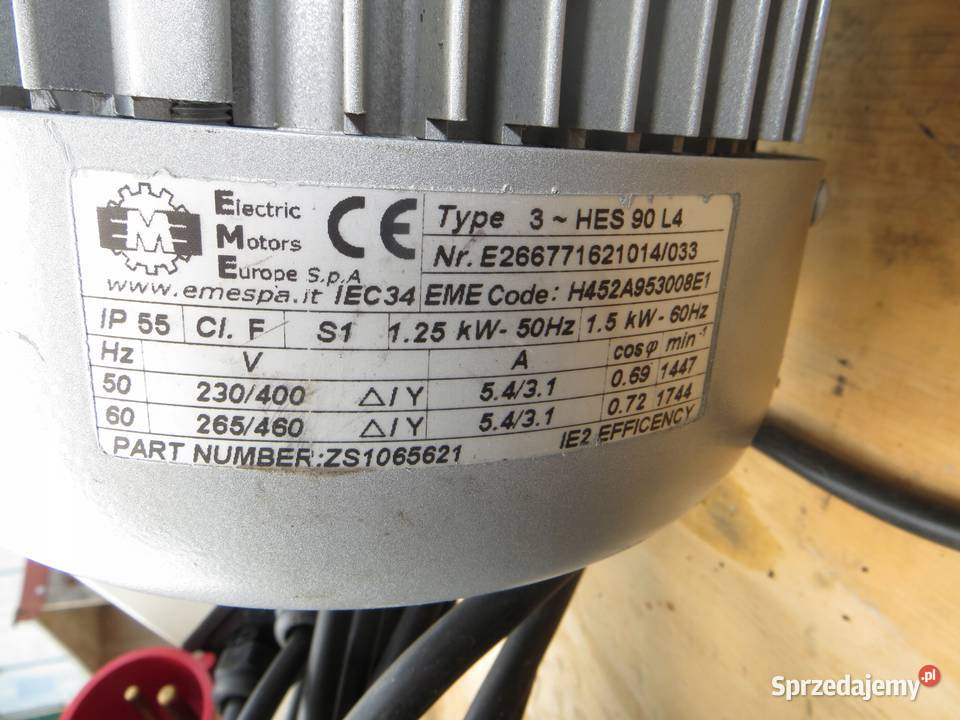 EME
Electric
Motors
Europe S.p.A
CE
www.emespa.it IEC34
Type 3 ~ HES 90 L4
Nr. E266771621014/033
EME Code: H452A953008E1
IP 55 Cl. F S1 1.25 kW- 50Hz 1.5 kW- 60Hz
Hz V A cosφ min⁻¹
50 230/400 △/Y 5.4/3.1 0.69 1447
60 265/460 △/Y 5.4/3.1 0.72 1744
PART NUMBER:ZS1065621 IE2 EFFICENCY
Sprzedajemy.pl